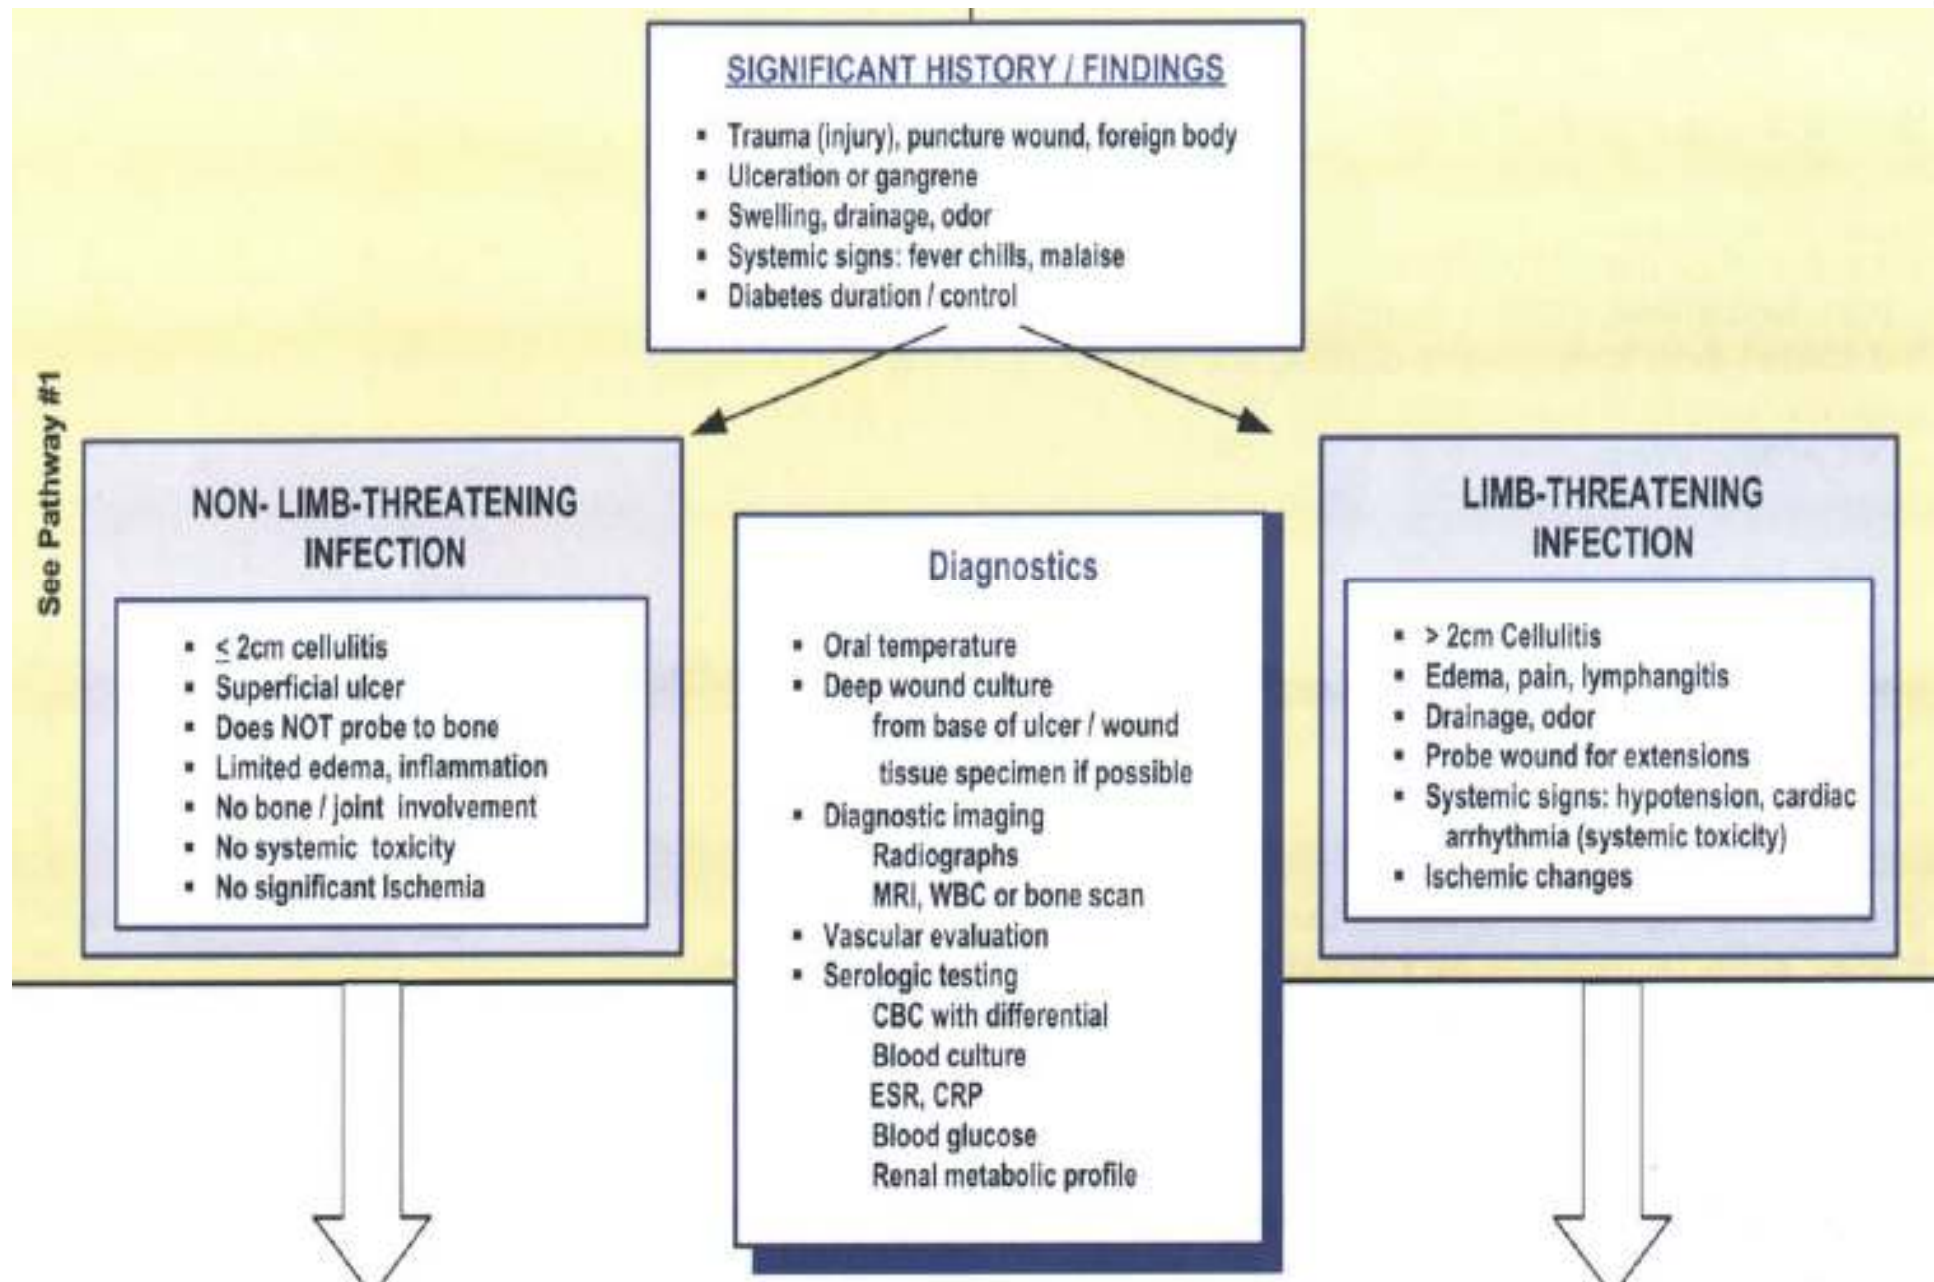 SIGNIFICANT HISTORY / FINDINGS
▪ Trauma (injury), puncture wound, foreign body
▪ Ulceration or gangrene
▪ Swelling, drainage, odor
▪ Systemic signs: fever chills, malaise
▪ Diabetes duration / control
See Pathway #1
NON- LIMB-THREATENING
INFECTION
▪ ≤ 2cm cellulitis
▪ Superficial ulcer
▪ Does NOT probe to bone
▪ Limited edema, inflammation
▪ No bone / joint involvement
▪ No systemic toxicity
▪ No significant Ischemia
Diagnostics
▪ Oral temperature
▪ Deep wound culture
from base of ulcer / wound
tissue specimen if possible
▪ Diagnostic imaging
Radiographs
MRI, WBC or bone scan
▪ Vascular evaluation
▪ Serologic testing
CBC with differential
Blood culture
ESR, CRP
Blood glucose
Renal metabolic profile
LIMB-THREATENING
INFECTION
▪ > 2cm Cellulitis
▪ Edema, pain, lymphangitis
▪ Drainage, odor
▪ Probe wound for extensions
▪ Systemic signs: hypotension, cardiac
arrhythmia (systemic toxicity)
▪ Ischemic changes